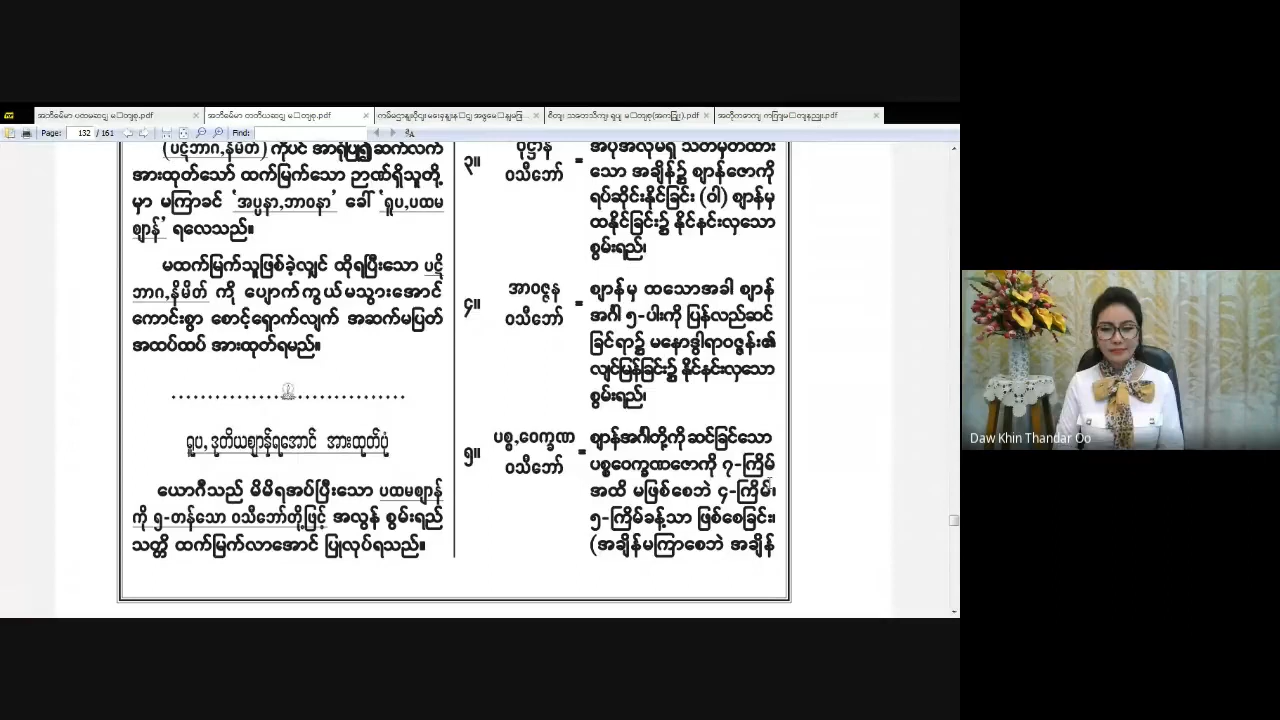 Page: 132 / 161 Find:
(ပဋိဘာဂ,နိမိတ်) ကိုပင် အာရုံပြု၍ ဆက်လက်
အားထုတ်သော် ထက်မြက်သော ဉာဏ်ရှိသူတို့
မှာ မကြာခင် ‘အပ္ပနာ,ဘာဝနာ’ ခေါ် ‘ရူပ,ပထမ
ဈာန်’ ရလေသည်။
မထက်မြက်သူဖြစ်ခဲ့လျှင် ထိုရပြီးသော ပဋိ
ဘာဂ,နိမိတ် ကို ပျောက်ကွယ်မသွားအောင်
ကောင်းစွာ စောင့်ရှောက်လျက် အဆက်မပြတ်
အထပ်ထပ် အားထုတ်ရမည်။
ရူပ, ဒုတိယဈာန်ရအောင် အားထုတ်ပုံ
ယောဂီသည် မိမိရအပ်ပြီးသော ပထမဈာန်
ကို ၅-တန်သော ဝသီဘော်တို့ဖြင့် အလွန် စွမ်းရည်
သတ္တိ ထက်မြက်လာအောင် ပြုလုပ်ရသည်။
၃။ ဝုဋ္ဌာန ဝသီဘော် = အပိုအလိုမရှိ သတ်မှတ်ထား
သော အချိန်၌ ဈာန်ဇောကို
ရပ်ဆိုင်းနိုင်ခြင်း (ဝါ) ဈာန်မှ
ထနိုင်ခြင်း၌ နိုင်နင်းလှသော
စွမ်းရည်၊
၄။ အာဝဇ္ဇန ဝသီဘော် = ဈာန်မှ ထသောအခါ ဈာန်
အင်္ဂါ ၅-ပါးကို ပြန်လည်ဆင်
ခြင်ရာ၌ မနောဒွါရာဝဇ္ဇန်း၏
လျင်မြန်ခြင်း၌ နိုင်နင်းလှသော
စွမ်းရည်၊
၅။ ပစ္စ,ဝေက္ခဏ ဝသီဘော် = ဈာန်အင်္ဂါတို့ကို ဆင်ခြင်သော
ပစ္စဝေက္ခဏဇောကို ၇-ကြိမ်
အထိ မဖြစ်စေဘဲ ၄-ကြိမ်၊
၅-ကြိမ်ခန့်သာ ဖြစ်စေခြင်း၊
(အချိန်မကြာစေဘဲ အချိန်
Daw Khin Thandar Oo